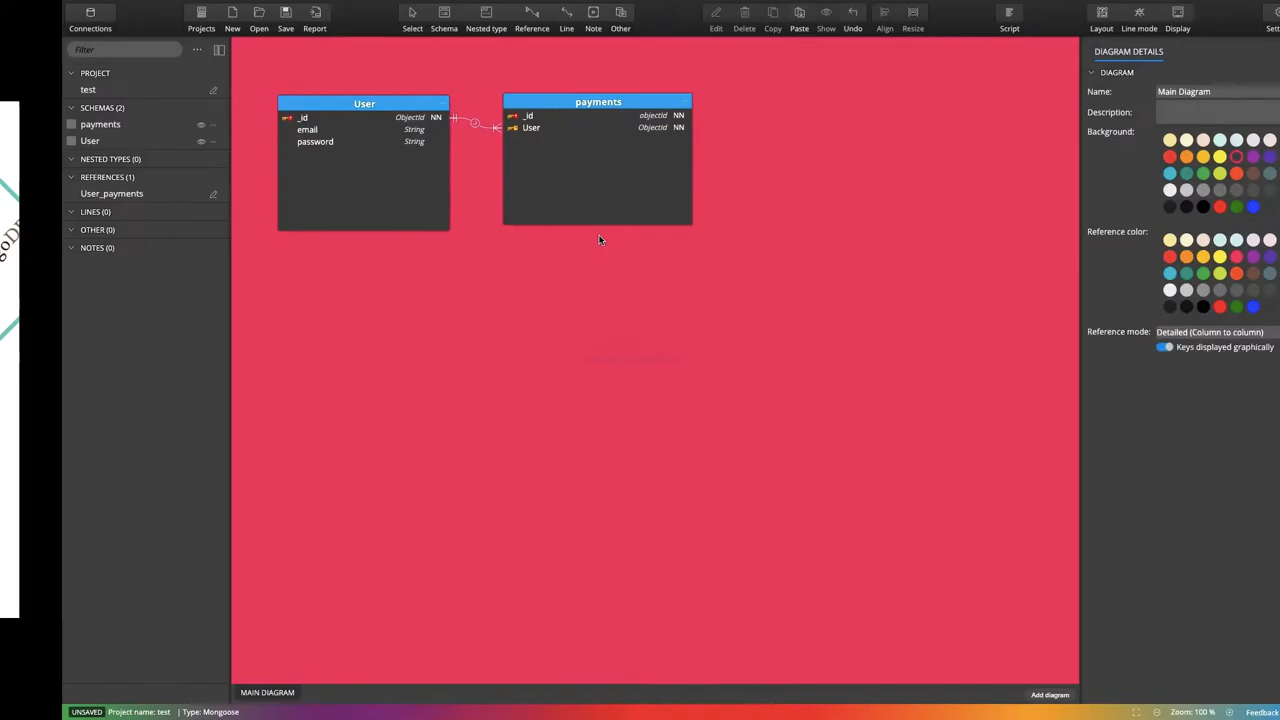 Connections
Projects
New
Open
Save
Report
Select
Schema
Nested type
Reference
Line
Note
Other
Edit
Delete
Copy
Paste
Show
Undo
Align
Resize
Script
Layout
Line mode
Display
Filter
PROJECT
test
SCHEMAS (2)
payments
User
NESTED TYPES (0)
REFERENCES (1)
User_payments
LINES (0)
OTHER (0)
NOTES (0)
User
_id ObjectId NN
email String
password String
payments
_id objectId NN
User ObjectId NN
DIAGRAM DETAILS
DIAGRAM
Name: Main Diagram
Description:
Background:
Reference color:
Reference mode: Detailed (Column to column)
Keys displayed graphically
MAIN DIAGRAM
Add diagram
UNSAVED Project name: test | Type: Mongoose
Zoom: 100 %
Feedback